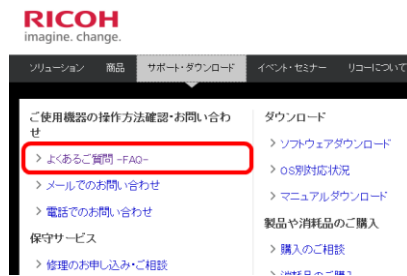 RICOH
imagine. change.
ソリューション 商品 サポート・ダウンロード イベント・セミナー リコーについて
ご使用機器の操作方法確認・お問い合わ
せ
> よくあるご質問 -FAQ-
> メールでのお問い合わせ
> 電話でのお問い合わせ
保守サービス
> 修理のお申し込み・ご相談
ダウンロード
> ソフトウェアダウンロード
> OS別対応状況
> マニュアルダウンロード
製品や消耗品のご購入
> 購入のご相談
> 消耗品のご購入